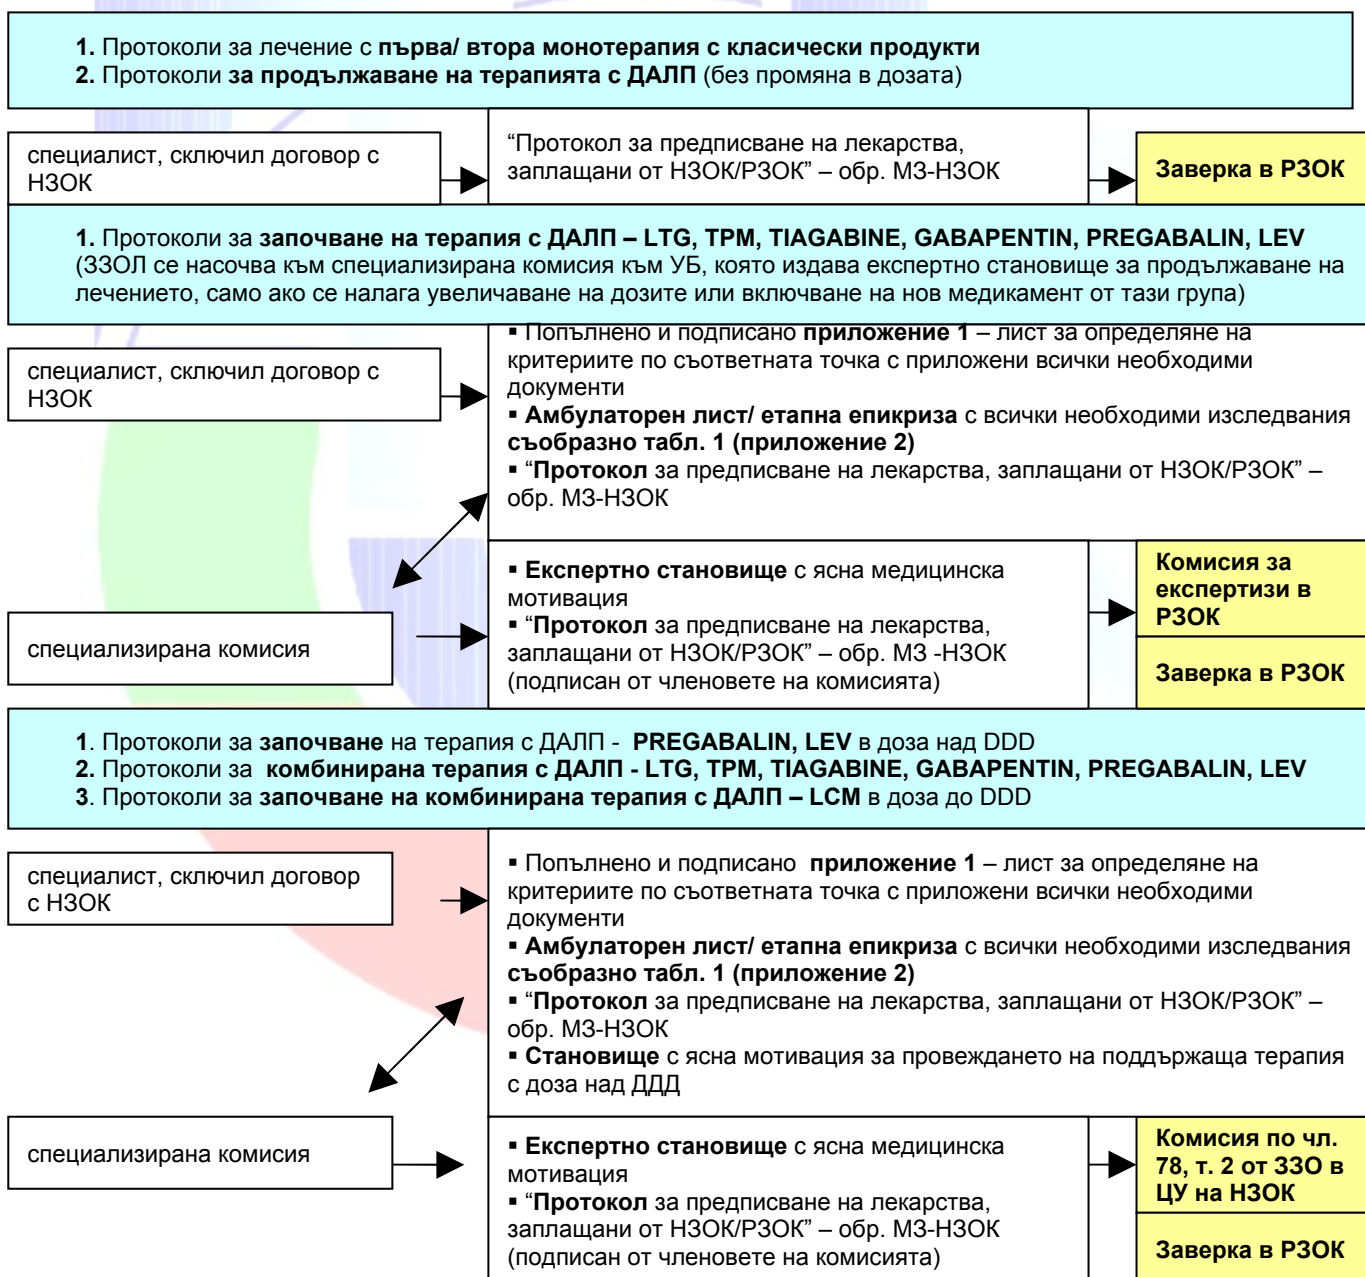 1. Протоколи за лечение с първа/ втора монотерапия с класически продукти
2. Протоколи за продължаване на терапията с ДАЛП (без промяна в дозата)
специалист, сключил договор с
НЗОК
“Протокол за предписване на лекарства,
заплащани от НЗОК/РЗОК” – обр. МЗ-НЗОК
Заверка в РЗОК
1. Протоколи за започване на терапия с ДАЛП – LTG, TPM, TIAGABINE, GABAPENTIN, PREGABALIN, LEV
(ЗЗОЛ се насочва към специализирана комисия към УБ, която издава експертно становище за продължаване на
лечението, само ако се налага увеличаване на дозите или включване на нов медикамент от тази група)
специалист, сключил договор с
НЗОК
▪ Попълнено и подписано приложение 1 – лист за определяне на
критериите по съответната точка с приложени всички необходими
документи
▪ Амбулаторен лист/ етапна епикриза с всички необходими изследвания
съобразно табл. 1 (приложение 2)
▪ “Протокол за предписване на лекарства, заплащани от НЗОК/РЗОК” –
обр. МЗ-НЗОК
специализирана комисия
▪ Експертно становище с ясна медицинска
мотивация
▪ “Протокол за предписване на лекарства,
заплащани от НЗОК/РЗОК” – обр. МЗ -НЗОК
(подписан от членовете на комисията)
Комисия за
експертизи в
РЗОК
Заверка в РЗОК
1. Протоколи за започване на терапия с ДАЛП - PREGABALIN, LEV в доза над DDD
2. Протоколи за комбинирана терапия с ДАЛП - LTG, TPM, TIAGABINE, GABAPENTIN, PREGABALIN, LEV
3. Протоколи за започване на комбинирана терапия с ДАЛП – LCM в доза до DDD
специалист, сключил договор
с НЗОК
▪ Попълнено и подписано приложение 1 – лист за определяне на
критериите по съответната точка с приложени всички необходими
документи
▪ Амбулаторен лист/ етапна епикриза с всички необходими изследвания
съобразно табл. 1 (приложение 2)
▪ “Протокол за предписване на лекарства, заплащани от НЗОК/РЗОК” –
обр. МЗ-НЗОК
▪ Становище с ясна мотивация за провеждането на поддържаща терапия
с доза над ДДД
специализирана комисия
▪ Експертно становище с ясна медицинска
мотивация
▪ “Протокол за предписване на лекарства,
заплащани от НЗОК/РЗОК” – обр. МЗ-НЗОК
(подписан от членовете на комисията)
Комисия по чл.
78, т. 2 от ЗЗО в
ЦУ на НЗОК
Заверка в РЗОК